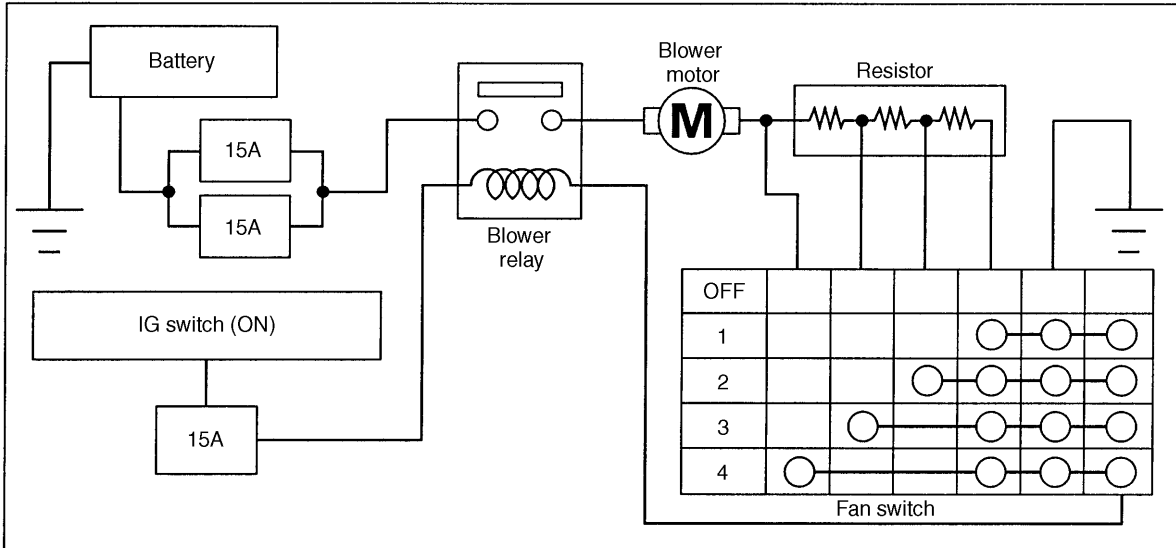 Battery
15A
15A
Blower
relay
Blower
motor
M
Resistor
IG switch (ON)
15A
OFF
1
2
3
4
Fan switch